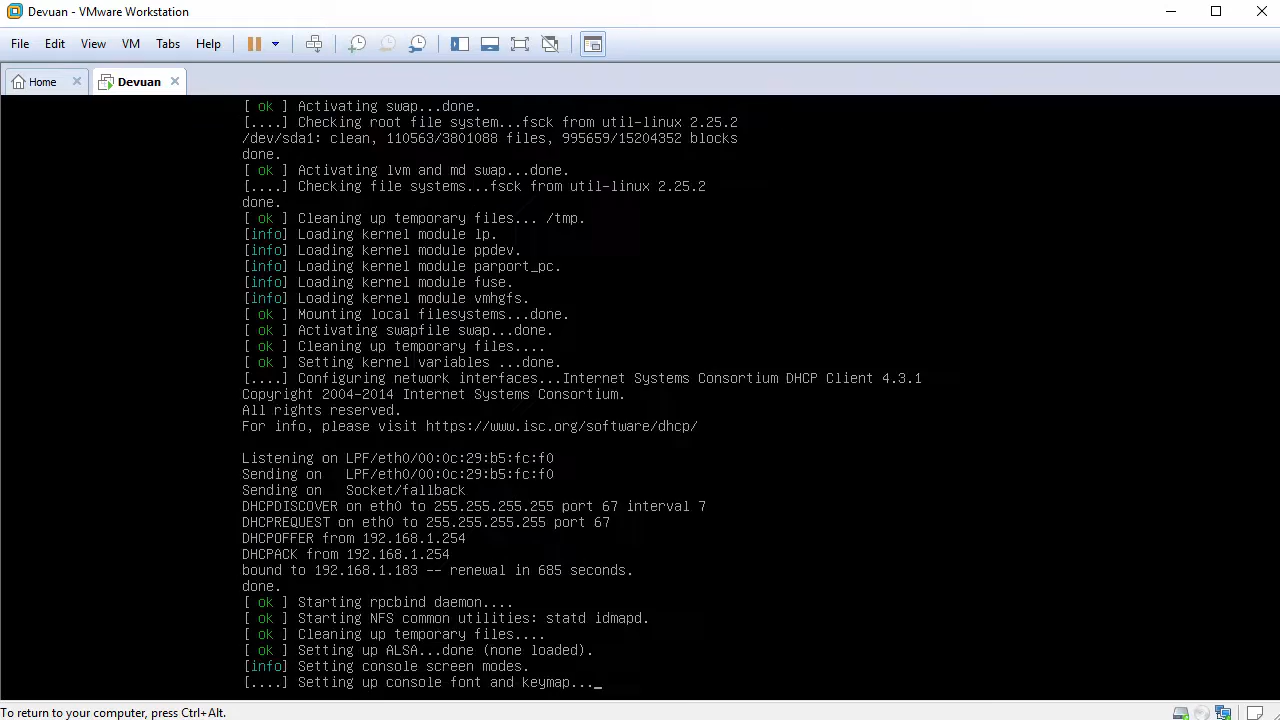 Devuan - VMware Workstation
File Edit View VM Tabs Help
Home Devuan
[ ok ] Activating swap...done.
[....] Checking root file system...fsck from util-linux 2.25.2
/dev/sda1: clean, 110563/3801088 files, 995659/15204352 blocks
done.
[ ok ] Activating lvm and md swap...done.
[....] Checking file systems...fsck from util-linux 2.25.2
done.
[ ok ] Cleaning up temporary files... /tmp.
[info] Loading kernel module lp.
[info] Loading kernel module ppdev.
[info] Loading kernel module parport_pc.
[info] Loading kernel module fuse.
[info] Loading kernel module vmhgfs.
[ ok ] Mounting local filesystems...done.
[ ok ] Activating swapfile swap...done.
[ ok ] Cleaning up temporary files....
[ ok ] Setting kernel variables ...done.
[....] Configuring network interfaces...Internet Systems Consortium DHCP Client 4.3.1
Copyright 2004-2014 Internet Systems Consortium.
All rights reserved.
For info, please visit https://www.isc.org/software/dhcp/
Listening on LPF/eth0/00:0c:29:b5:fc:f0
Sending on   LPF/eth0/00:0c:29:b5:fc:f0
Sending on   Socket/fallback
DHCPDISCOVER on eth0 to 255.255.255.255 port 67 interval 7
DHCPREQUEST on eth0 to 255.255.255.255 port 67
DHCPOFFER from 192.168.1.254
DHCPACK from 192.168.1.254
bound to 192.168.1.183 -- renewal in 685 seconds.
done.
[ ok ] Starting rpcbind daemon....
[ ok ] Starting NFS common utilities: statd idmapd.
[ ok ] Cleaning up temporary files....
[ ok ] Setting up ALSA...done (none loaded).
[info] Setting console screen modes.
[....] Setting up console font and keymap..._
To return to your computer, press Ctrl+Alt.